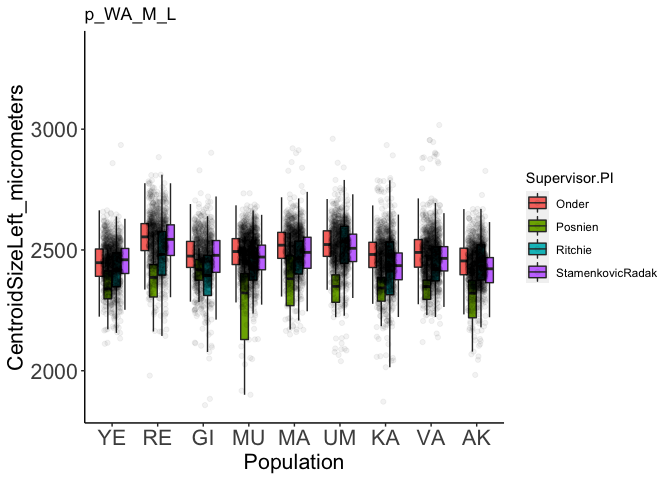 p_WA_M_L
CentroidSizeLeft_micrometers
3000
2500
2000
YE RE GI MU MA UM KA VA AK
Population
Supervisor.PI
Onder
Posnien
Ritchie
StamenkovicRadak